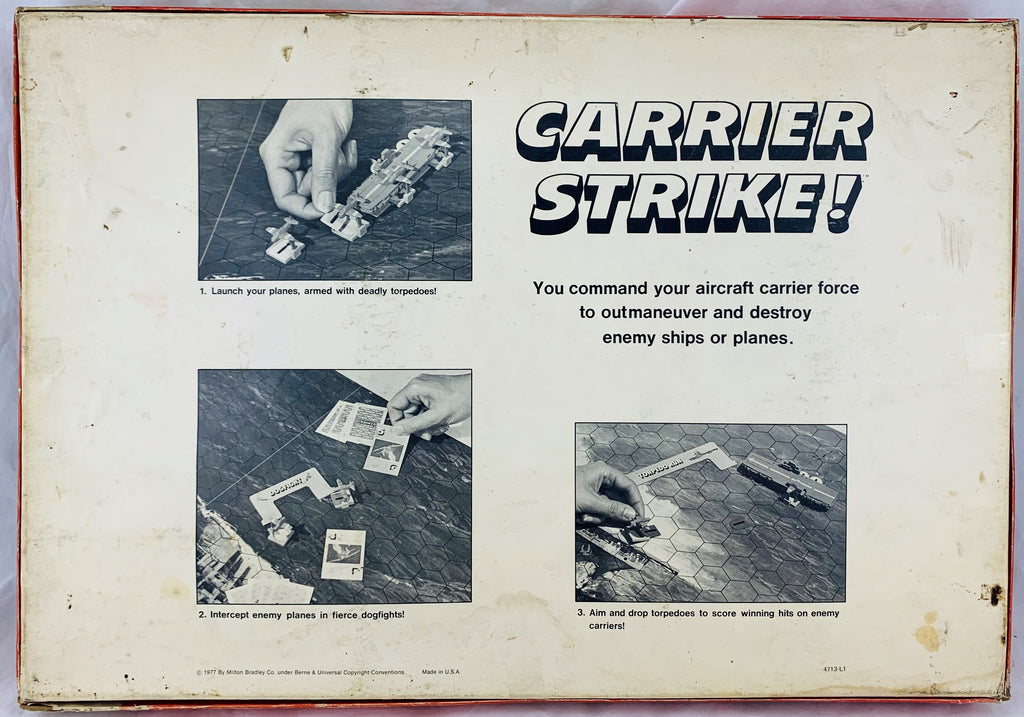 CARRIER
STRIKE!
You command your aircraft carrier force
to outmaneuver and destroy
enemy ships or planes.
1. Launch your planes, armed with deadly torpedoes!
DOGFIGHT
2. Intercept enemy planes in fierce dogfights!
TORPEDO RUN
3. Aim and drop torpedoes to score winning hits on enemy
carriers!
© 1977 By Milton Bradley Co. under Berne & Universal Copyright Conventions. Made in U.S.A.
4713-L1